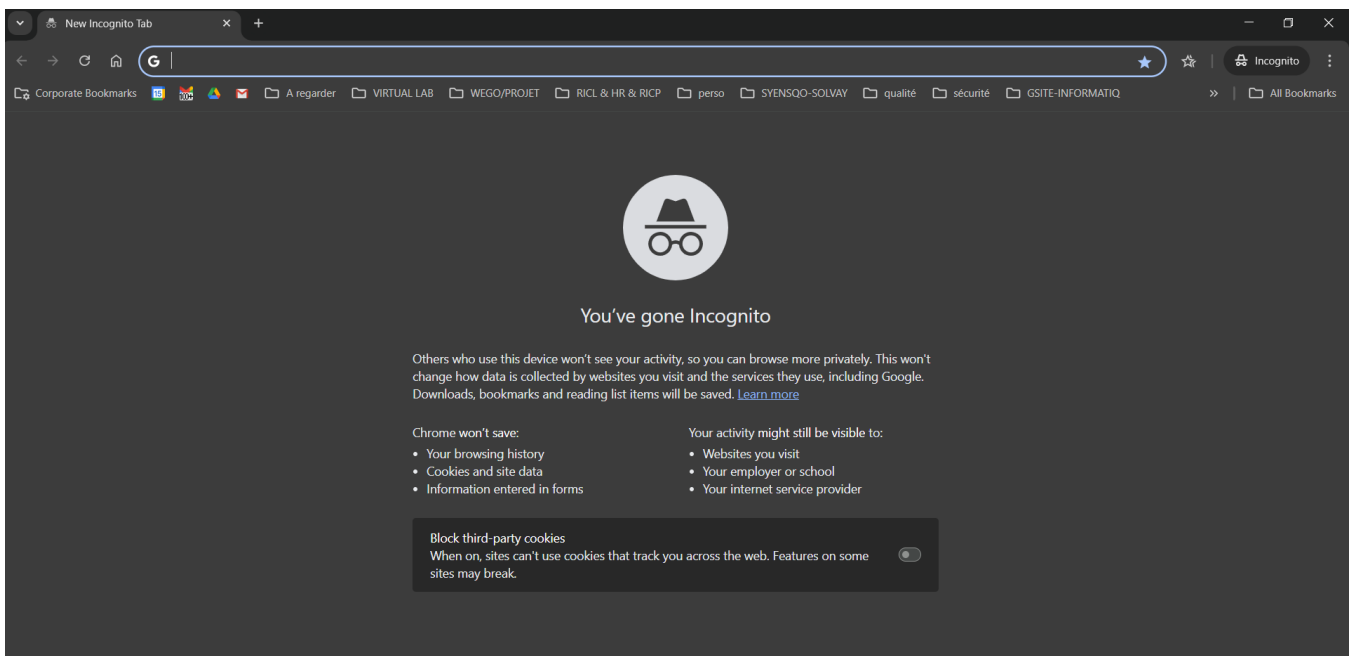 New Incognito Tab
G
Incognito
Corporate Bookmarks 15 100+ A regarder VIRTUAL LAB WEGO/PROJET RICL & HR & RICP perso SYENSQO-SOLVAY qualité sécurité GSITE-INFORMATIQ » All Bookmarks
You've gone Incognito
Others who use this device won't see your activity, so you can browse more privately. This won't
change how data is collected by websites you visit and the services they use, including Google.
Downloads, bookmarks and reading list items will be saved. Learn more
Chrome won't save:
• Your browsing history
• Cookies and site data
• Information entered in forms
Your activity might still be visible to:
• Websites you visit
• Your employer or school
• Your internet service provider
Block third-party cookies
When on, sites can't use cookies that track you across the web. Features on some
sites may break.